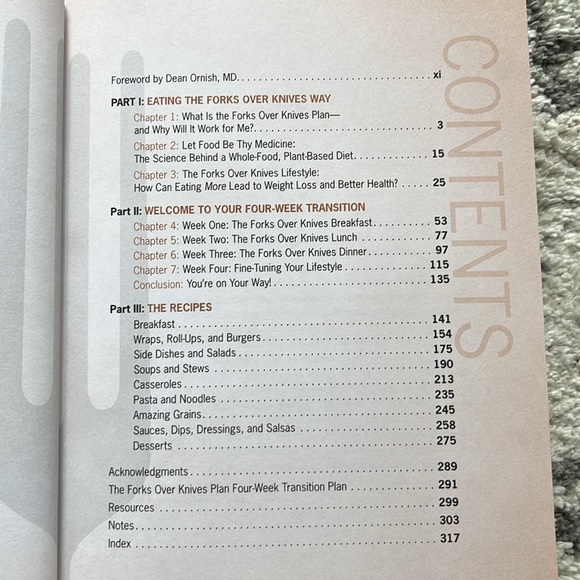 CONTENTS
Foreword by Dean Ornish, MD. . . . . . . . . . . . . . . . . . . . . . . . . . . . . . . . . xi
PART I: EATING THE FORKS OVER KNIVES WAY
Chapter 1: What Is the Forks Over Knives Plan—
and Why Will It Work for Me?. . . . . . . . . . . . . . . . . . . . . . . . . . . . . . 3
Chapter 2: Let Food Be Thy Medicine:
The Science Behind a Whole-Food, Plant-Based Diet. . . . . . . . . . . . . 15
Chapter 3: The Forks Over Knives Lifestyle:
How Can Eating More Lead to Weight Loss and Better Health? . . . . . 25
Part II: WELCOME TO YOUR FOUR-WEEK TRANSITION
Chapter 4: Week One: The Forks Over Knives Breakfast. . . . . . . . . . 53
Chapter 5: Week Two: The Forks Over Knives Lunch . . . . . . . . . . . . 77
Chapter 6: Week Three: The Forks Over Knives Dinner. . . . . . . . . . . 97
Chapter 7: Week Four: Fine-Tuning Your Lifestyle . . . . . . . . . . . . . . 115
Conclusion: You're on Your Way! . . . . . . . . . . . . . . . . . . . . . . . . . . 135
Part III: THE RECIPES
Breakfast . . . . . . . . . . . . . . . . . . . . . . . . . . . . . . . . . . . . . . . . 141
Wraps, Roll-Ups, and Burgers. . . . . . . . . . . . . . . . . . . . . . . . . . . . 154
Side Dishes and Salads. . . . . . . . . . . . . . . . . . . . . . . . . . . . . . . . 175
Soups and Stews . . . . . . . . . . . . . . . . . . . . . . . . . . . . . . . . . . . 190
Casseroles. . . . . . . . . . . . . . . . . . . . . . . . . . . . . . . . . . . . . . . . 213
Pasta and Noodles . . . . . . . . . . . . . . . . . . . . . . . . . . . . . . . . . . 235
Amazing Grains. . . . . . . . . . . . . . . . . . . . . . . . . . . . . . . . . . . . . 245
Sauces, Dips, Dressings, and Salsas . . . . . . . . . . . . . . . . . . . . . . 258
Desserts . . . . . . . . . . . . . . . . . . . . . . . . . . . . . . . . . . . . . . . . . 275
Acknowledgments. . . . . . . . . . . . . . . . . . . . . . . . . . . . . . . . . . . . . . 289
The Forks Over Knives Plan Four-Week Transition Plan . . . . . . . . . . . . . 291
Resources . . . . . . . . . . . . . . . . . . . . . . . . . . . . . . . . . . . . . . . . . . . 299
Notes. . . . . . . . . . . . . . . . . . . . . . . . . . . . . . . . . . . . . . . . . . . . . . 303
Index . . . . . . . . . . . . . . . . . . . . . . . . . . . . . . . . . . . . . . . . . . . . . . 317